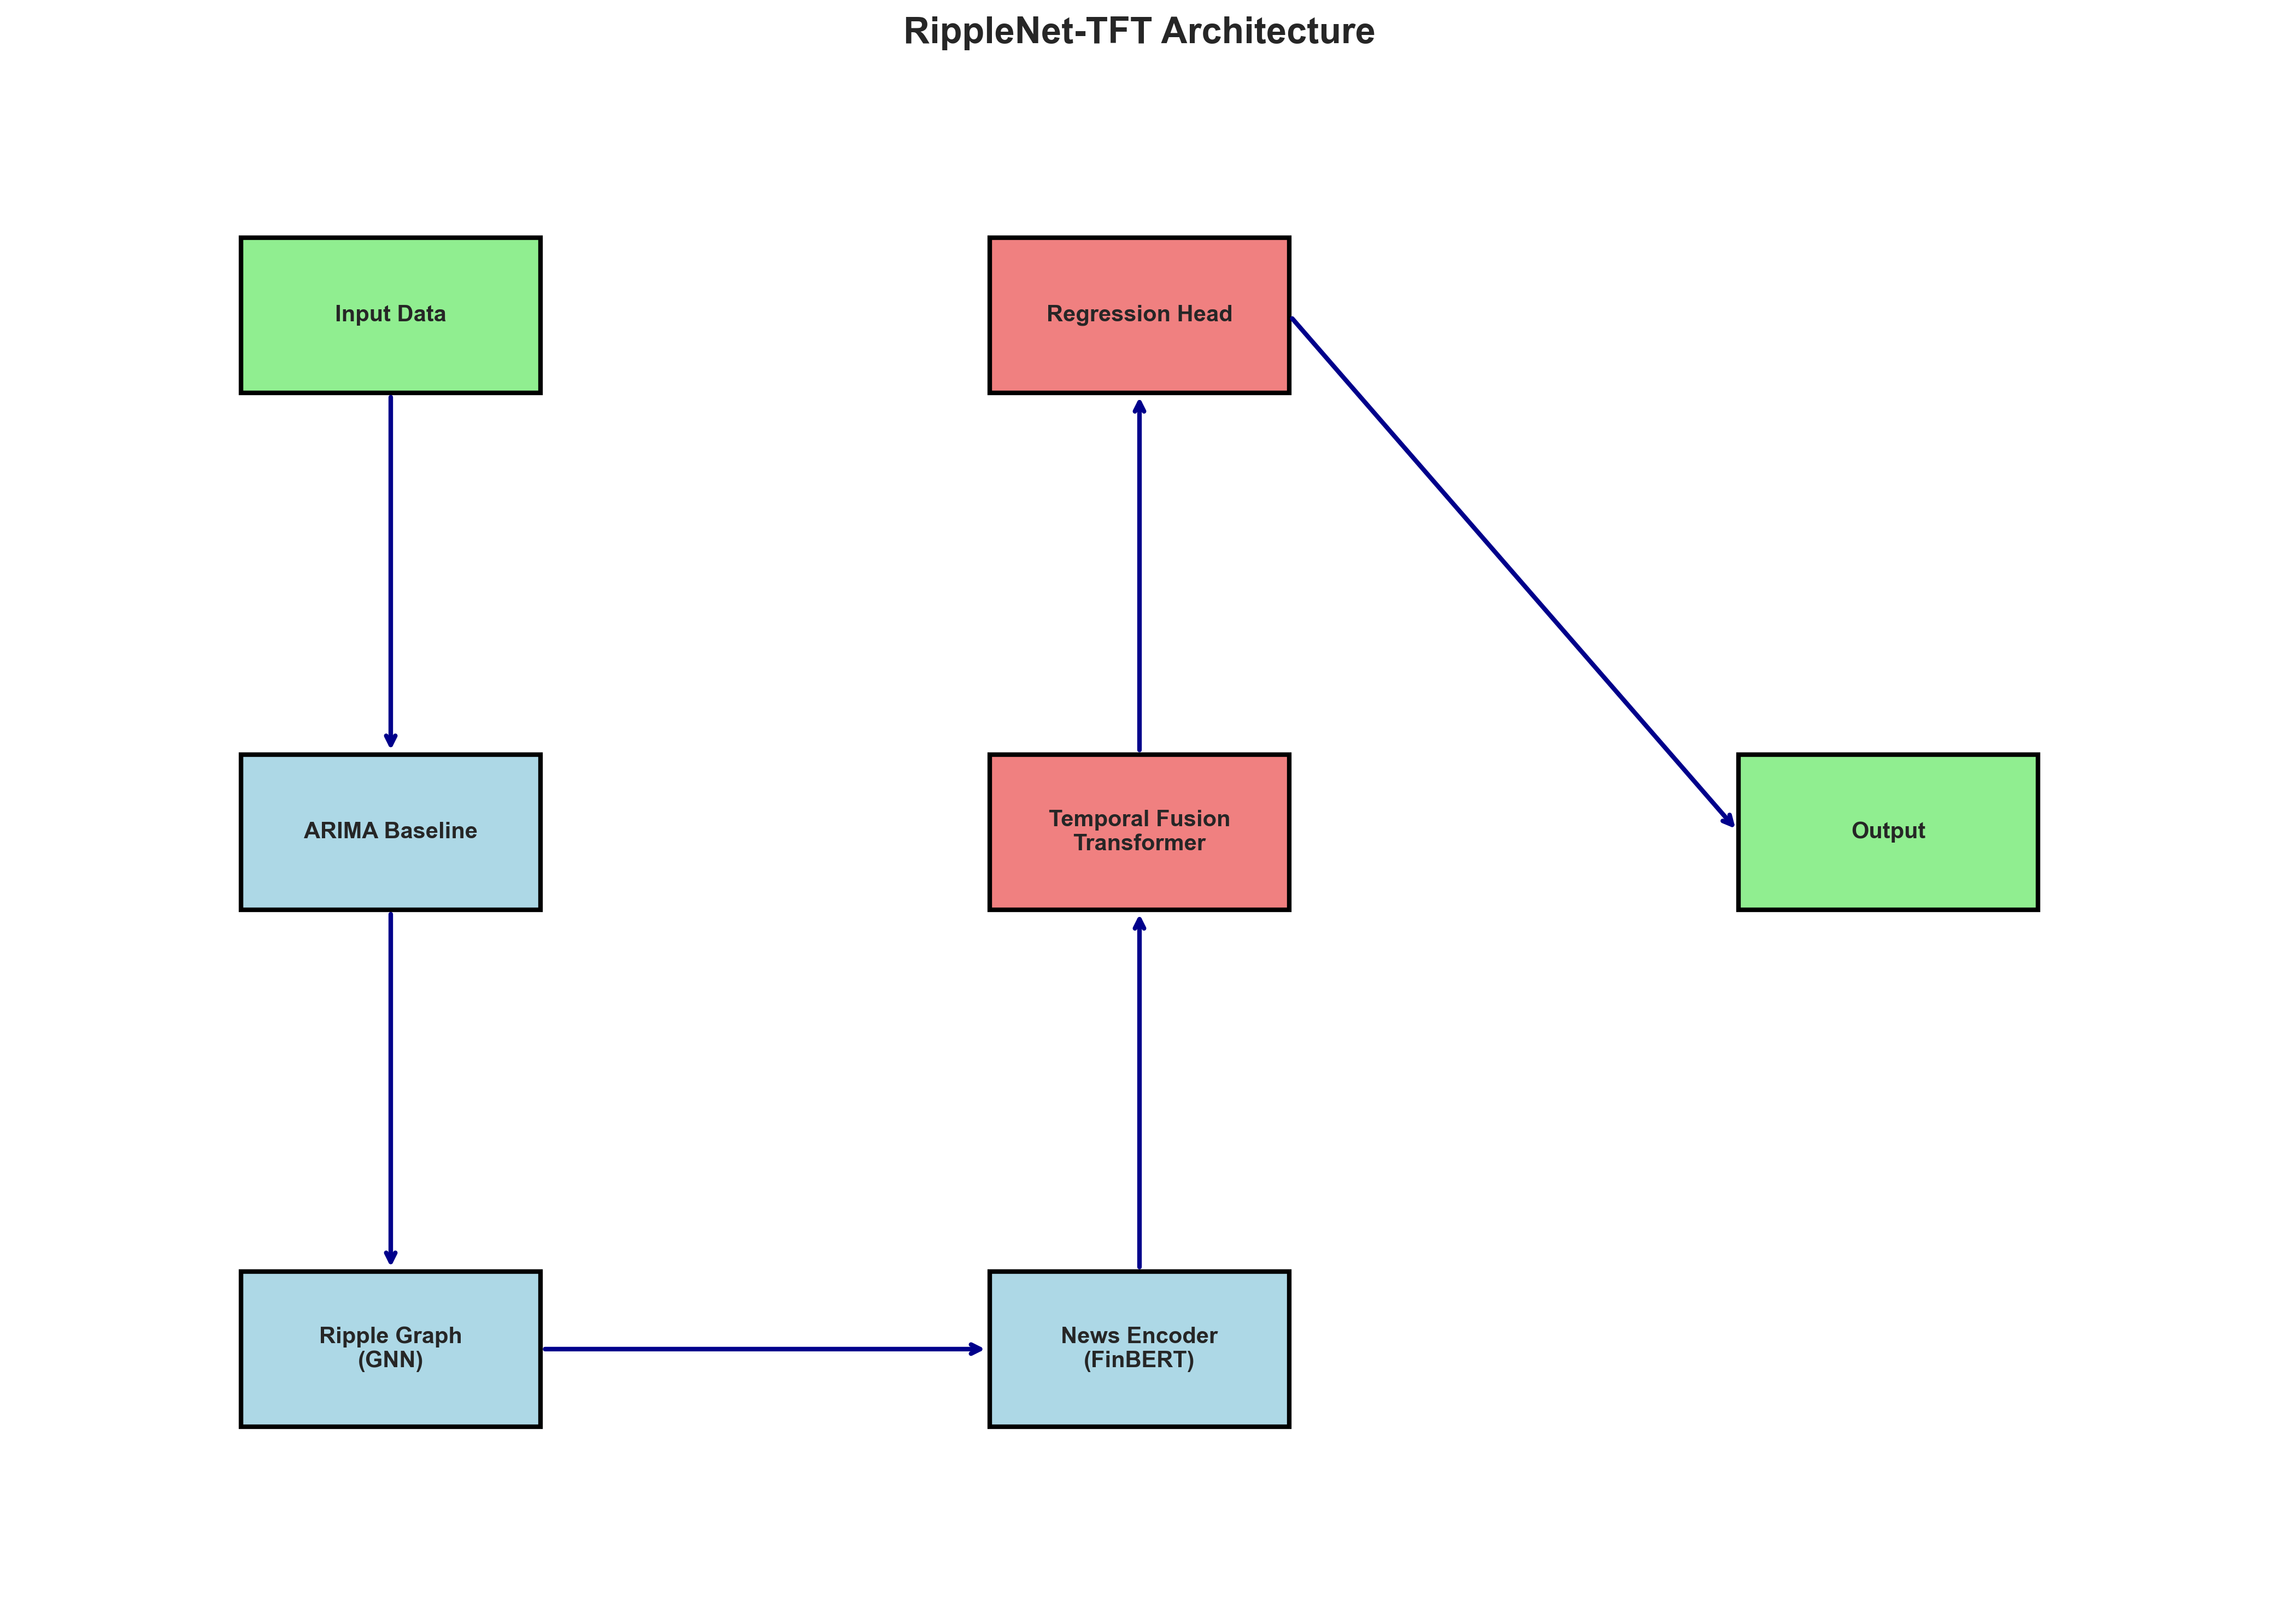 RippleNet-TFT Architecture
Input Data
Regression Head
ARIMA Baseline
Temporal Fusion
Transformer
Output
Ripple Graph
(GNN)
News Encoder
(FinBERT)